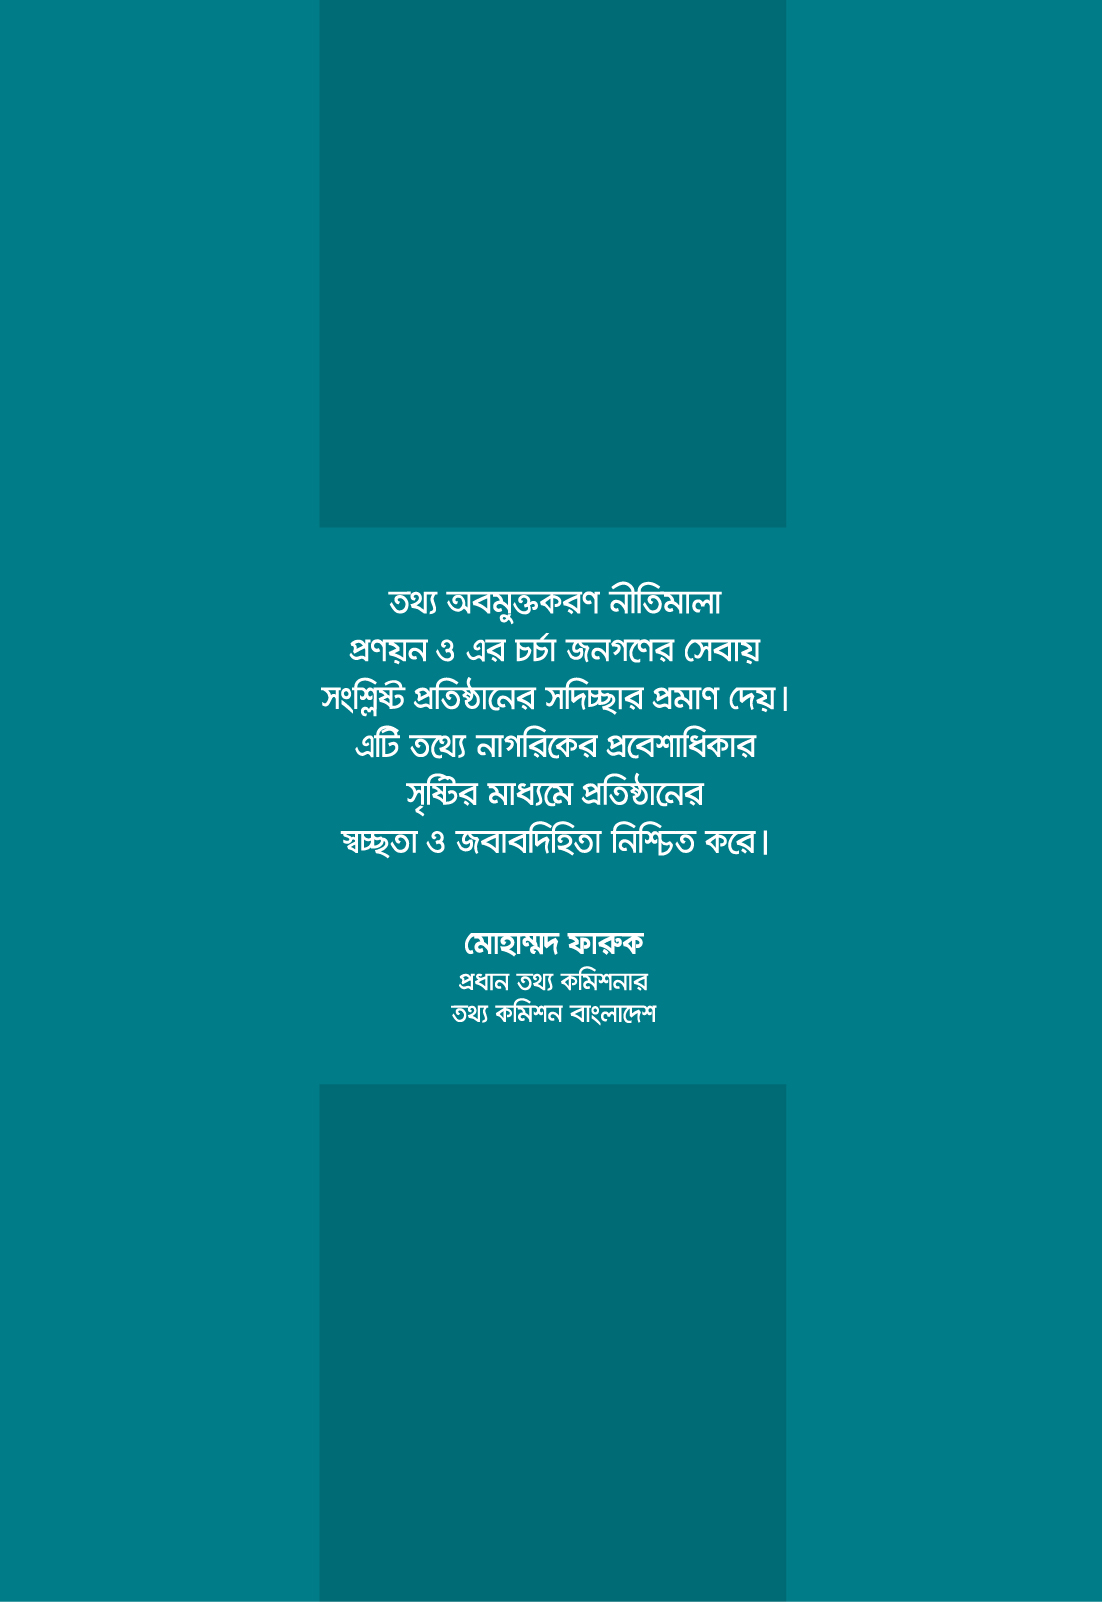 তথ্য অবমুক্তকরণ নীতিমালা
প্রণয়ন ও এর চর্চা জনগণের সেবায়
সংশ্লিষ্ট প্রতিষ্ঠানের সদিচ্ছার প্রমাণ দেয়।
এটি তথ্যে নাগরিকের প্রবেশাধিকার
সৃষ্টির মাধ্যমে প্রতিষ্ঠানের
স্বচ্ছতা ও জবাবদিহিতা নিশ্চিত করে।
মোহাম্মদ ফারুক
প্রধান তথ্য কমিশনার
তথ্য কমিশন বাংলাদেশ